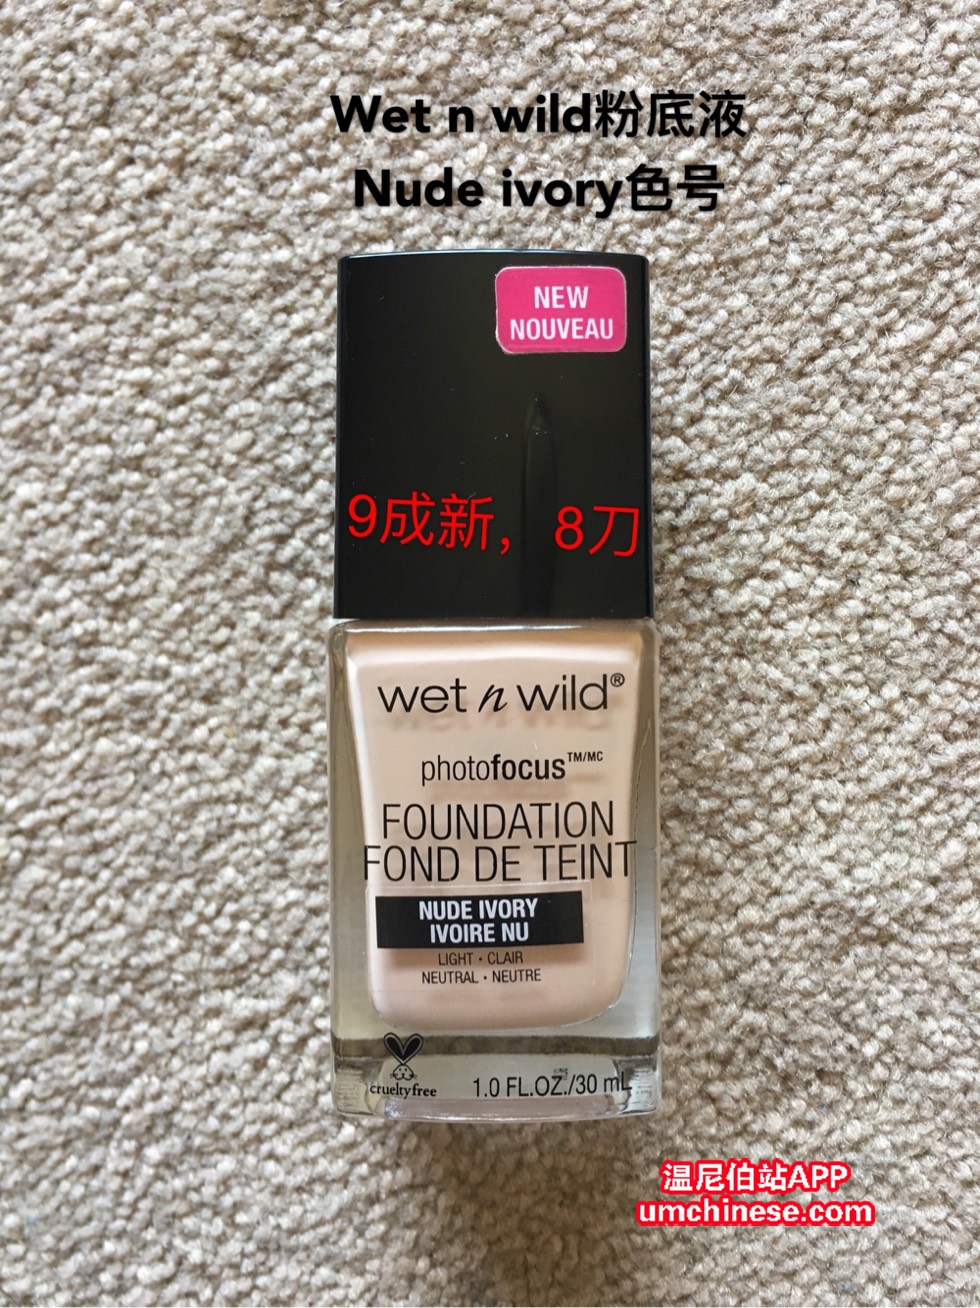 Wet n wild粉底液
Nude ivory色号
NEW
NOUVEAU
9成新，8刀
wet n wild®
photofocus™/MC
FOUNDATION
FOND DE TEINT
NUDE IVORY
IVOIRE NU
LIGHT · CLAIR
NEUTRAL · NEUTRE
crueltyfree
1.0 FL.OZ./30 mL
温尼伯站APP
umchinese.com